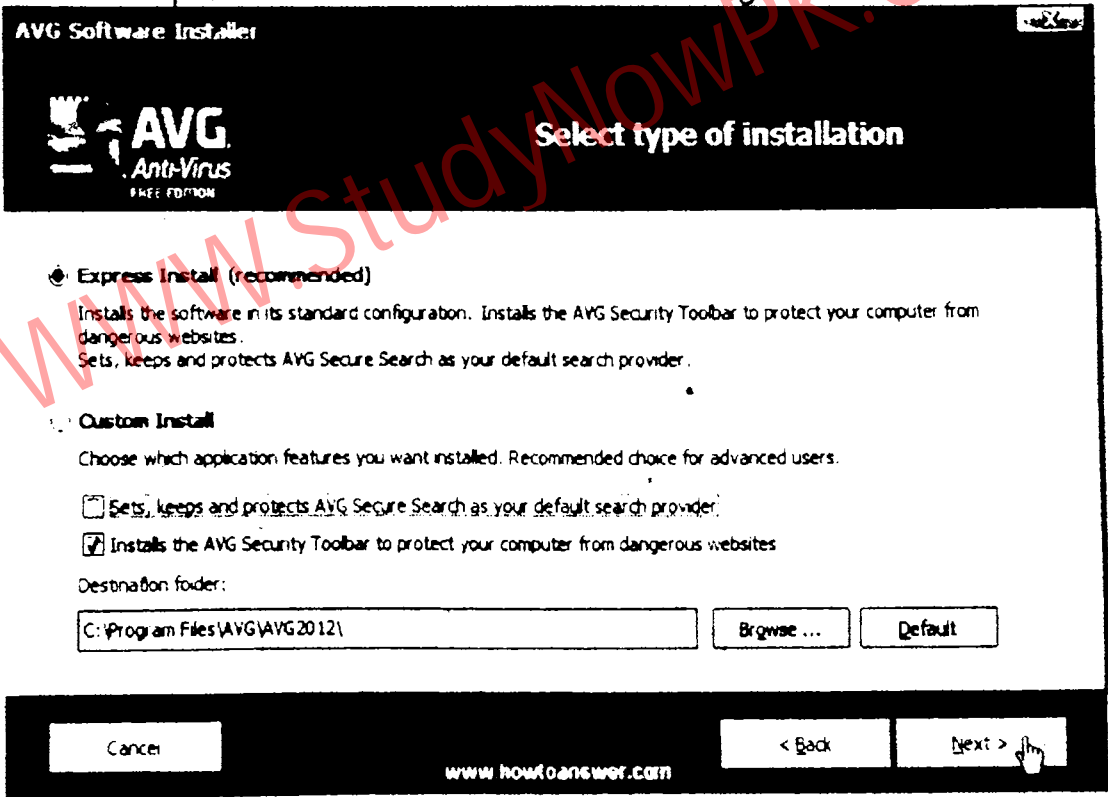 AVG Software Installer
AVG.
Anti-Virus
FREE EDITION
Select type of installation
Express Install (recommended)
Installs the software in its standard configuration. Installs the AVG Security Toolbar to protect your computer from
dangerous websites.
Sets, keeps and protects AVG Secure Search as your default search provider.
Custom Install
Choose which application features you want installed. Recommended choice for advanced users.
Sets, keeps and protects AVG Secure Search as your default search provider.
Installs the AVG Security Toolbar to protect your computer from dangerous websites
Destination folder:
C:\Program Files\AVG\AVG2012\
Browse ...
Default
Cancel
< Back
Next >
www.howtoanswer.com
www.StudyNowPK.